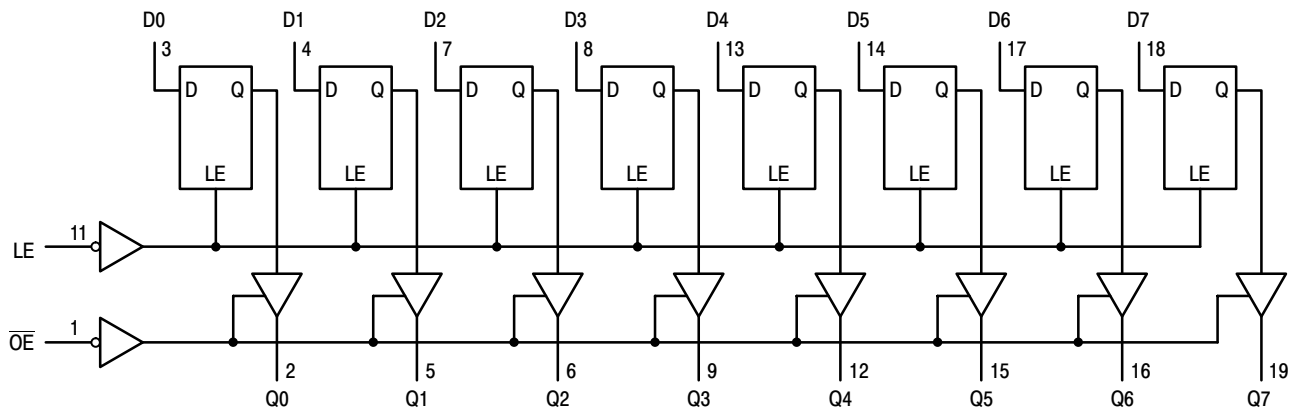 D0 D1 D2 D3 D4 D5 D6 D7
3 4 7 8 13 14 17 18
D Q D Q D Q D Q D Q D Q D Q D Q
LE LE LE LE LE LE LE LE
LE 11
O̅E̅ 1
2 5 6 9 12 15 16 19
Q0 Q1 Q2 Q3 Q4 Q5 Q6 Q7